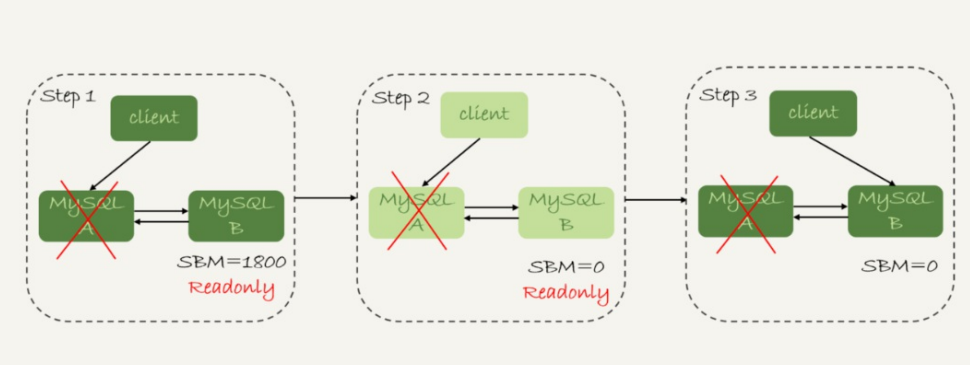 Step 1
client
MySQL
A
MySQL
B
SBM=1800
Readonly
Step 2
client
MySQL
A
MySQL
B
SBM=0
Readonly
Step 3
client
MySQL
A
MySQL
B
SBM=0